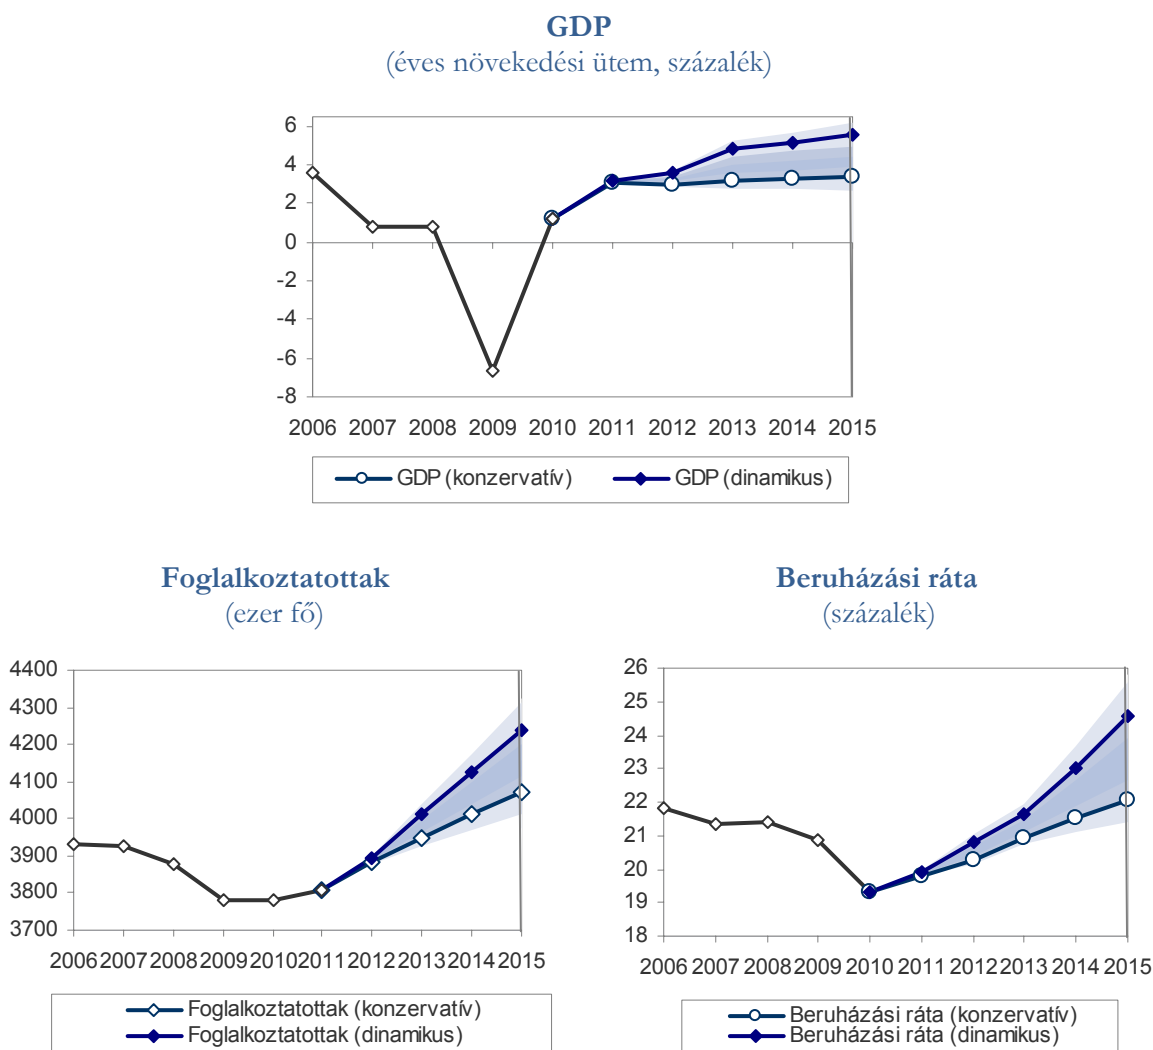 GDP
(éves növekedési ütem, százalék)
6
4
2
0
-2
-4
-6
-8
2006 2007 2008 2009 2010 2011 2012 2013 2014 2015
GDP (konzervatív) GDP (dinamikus)
Foglalkoztatottak
(ezer fő)
4400
4300
4200
4100
4000
3900
3800
3700
2006 2007 2008 2009 2010 2011 2012 2013 2014 2015
Foglalkoztatottak (konzervatív)
Foglalkoztatottak (dinamikus)
Beruházási ráta
(százalék)
26
25
24
23
22
21
20
19
18
2006 2007 2008 2009 2010 2011 2012 2013 2014 2015
Beruházási ráta (konzervatív)
Beruházási ráta (dinamikus)